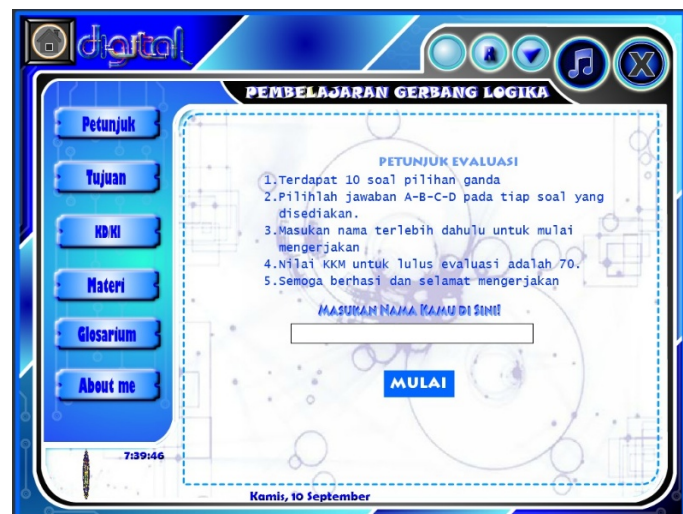 digital
A
X
PEMBELAJARAN GERBANG LOGIKA
Petunjuk
Tujuan
KD/KI
Materi
Glosarium
About me
PETUNJUK EVALUASI
1.Terdapat 10 soal pilihan ganda
2.Pilihlah jawaban A-B-C-D pada tiap soal yang
disediakan.
3.Masukan nama terlebih dahulu untuk mulai
mengerjakan
4.Nilai KKM untuk lulus evaluasi adalah 70.
5.Semoga berhasi dan selamat mengerjakan
MASUKAN NAMA KAMU DI SINI!
MULAI
7:39:46
Kamis, 10 September